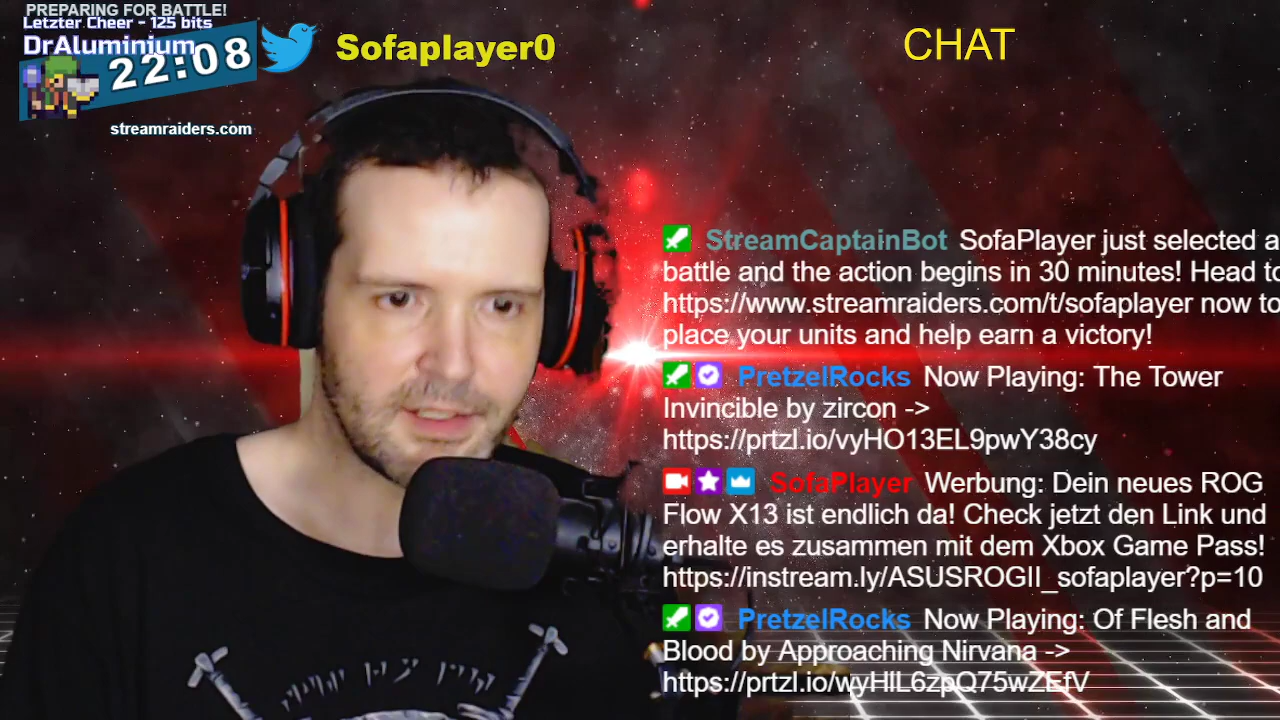 PREPARING FOR BATTLE!
Letzter Cheer - 125 bits
DrAluminium
22:08
streamraiders.com
Sofaplayer0
CHAT
StreamCaptainBot SofaPlayer just selected a
battle and the action begins in 30 minutes! Head to
https://www.streamraiders.com/t/sofaplayer now to
place your units and help earn a victory!
PretzelRocks Now Playing: The Tower
Invincible by zircon ->
https://prtzl.io/vyHO13EL9pwY38cy
SofaPlayer Werbung: Dein neues ROG
Flow X13 ist endlich da! Check jetzt den Link und
erhalte es zusammen mit dem Xbox Game Pass!
https://instream.ly/ASUSROGII_sofaplayer?p=10
PretzelRocks Now Playing: Of Flesh and
Blood by Approaching Nirvana ->
https://prtzl.io/wyHlL6zpQ75wZEfV